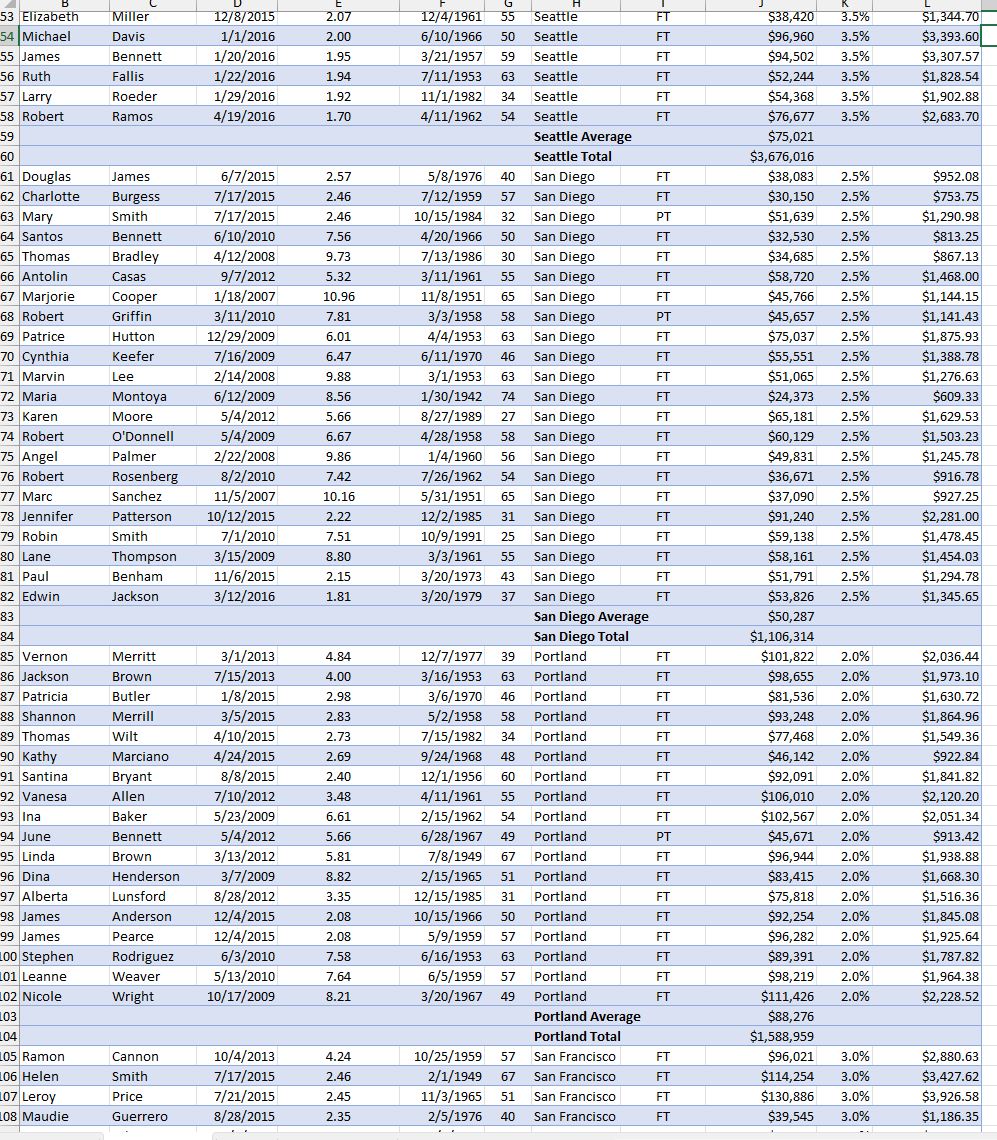 B C D E F G H I J K L
53 Elizabeth Miller 12/8/2015 2.07 12/4/1961 55 Seattle FT $38,420 3.5% $1,344.70
54 Michael Davis 1/1/2016 2.00 6/10/1966 50 Seattle FT $96,960 3.5% $3,393.60
55 James Bennett 1/20/2016 1.95 3/21/1957 59 Seattle FT $94,502 3.5% $3,307.57
56 Ruth Fallis 1/22/2016 1.94 7/11/1953 63 Seattle FT $52,244 3.5% $1,828.54
57 Larry Roeder 1/29/2016 1.92 11/1/1982 34 Seattle FT $54,368 3.5% $1,902.88
58 Robert Ramos 4/19/2016 1.70 4/11/1962 54 Seattle FT $76,677 3.5% $2,683.70
59 Seattle Average $75,021
60 Seattle Total $3,676,016
61 Douglas James 6/7/2015 2.57 5/8/1976 40 San Diego FT $38,083 2.5% $952.08
62 Charlotte Burgess 7/17/2015 2.46 7/12/1959 57 San Diego FT $30,150 2.5% $753.75
63 Mary Smith 7/17/2015 2.46 10/15/1984 32 San Diego PT $51,639 2.5% $1,290.98
64 Santos Bennett 6/10/2010 7.56 4/20/1966 50 San Diego FT $32,530 2.5% $813.25
65 Thomas Bradley 4/12/2008 9.73 7/13/1986 30 San Diego FT $34,685 2.5% $867.13
66 Antolin Casas 9/7/2012 5.32 3/11/1961 55 San Diego FT $58,720 2.5% $1,468.00
67 Marjorie Cooper 1/18/2007 10.96 11/8/1951 65 San Diego FT $45,766 2.5% $1,144.15
68 Robert Griffin 3/11/2010 7.81 3/3/1958 58 San Diego PT $45,657 2.5% $1,141.43
69 Patrice Hutton 12/29/2009 6.01 4/4/1953 63 San Diego FT $75,037 2.5% $1,875.93
70 Cynthia Keefer 7/16/2009 6.47 6/11/1970 46 San Diego FT $55,551 2.5% $1,388.78
71 Marvin Lee 2/14/2008 9.88 3/1/1953 63 San Diego FT $51,065 2.5% $1,276.63
72 Maria Montoya 6/12/2009 8.56 1/30/1942 74 San Diego FT $24,373 2.5% $609.33
73 Karen Moore 5/4/2012 5.66 8/27/1989 27 San Diego FT $65,181 2.5% $1,629.53
74 Robert O'Donnell 5/4/2009 6.67 4/28/1958 58 San Diego FT $60,129 2.5% $1,503.23
75 Angel Palmer 2/22/2008 9.86 1/4/1960 56 San Diego FT $49,831 2.5% $1,245.78
76 Robert Rosenberg 8/2/2010 7.42 7/26/1962 54 San Diego FT $36,671 2.5% $916.78
77 Marc Sanchez 11/5/2007 10.16 5/31/1951 65 San Diego FT $37,090 2.5% $927.25
78 Jennifer Patterson 10/12/2015 2.22 12/2/1985 31 San Diego FT $91,240 2.5% $2,281.00
79 Robin Smith 7/1/2010 7.51 10/9/1991 25 San Diego FT $59,138 2.5% $1,478.45
80 Lane Thompson 3/15/2009 8.80 3/3/1961 55 San Diego FT $58,161 2.5% $1,454.03
81 Paul Benham 11/6/2015 2.15 3/20/1973 43 San Diego FT $51,791 2.5% $1,294.78
82 Edwin Jackson 3/12/2016 1.81 3/20/1979 37 San Diego FT $53,826 2.5% $1,345.65
83 San Diego Average $50,287
84 San Diego Total $1,106,314
85 Vernon Merritt 3/1/2013 4.84 12/7/1977 39 Portland FT $101,822 2.0% $2,036.44
86 Jackson Brown 7/15/2013 4.00 3/16/1953 63 Portland FT $98,655 2.0% $1,973.10
87 Patricia Butler 1/8/2015 2.98 3/6/1970 46 Portland FT $81,536 2.0% $1,630.72
88 Shannon Merrill 3/5/2015 2.83 5/2/1958 58 Portland FT $93,248 2.0% $1,864.96
89 Thomas Wilt 4/10/2015 2.73 7/15/1982 34 Portland FT $77,468 2.0% $1,549.36
90 Kathy Marciano 4/24/2015 2.69 9/24/1968 48 Portland FT $46,142 2.0% $922.84
91 Santina Bryant 8/8/2015 2.40 12/1/1956 60 Portland FT $92,091 2.0% $1,841.82
92 Vanesa Allen 7/10/2012 3.48 4/11/1961 55 Portland FT $106,010 2.0% $2,120.20
93 Ina Baker 5/23/2009 6.61 2/15/1962 54 Portland FT $102,567 2.0% $2,051.34
94 June Bennett 5/4/2012 5.66 6/28/1967 49 Portland PT $45,671 2.0% $913.42
95 Linda Brown 3/13/2012 5.81 7/8/1949 67 Portland FT $96,944 2.0% $1,938.88
96 Dina Henderson 3/7/2009 8.82 2/15/1965 51 Portland FT $83,415 2.0% $1,668.30
97 Alberta Lunsford 8/28/2012 3.35 12/15/1985 31 Portland FT $75,818 2.0% $1,516.36
98 James Anderson 12/4/2015 2.08 10/15/1966 50 Portland FT $92,254 2.0% $1,845.08
99 James Pearce 12/4/2015 2.08 5/9/1959 57 Portland FT $96,282 2.0% $1,925.64
100 Stephen Rodriguez 6/3/2010 7.58 6/16/1953 63 Portland FT $89,391 2.0% $1,787.82
101 Leanne Weaver 5/13/2010 7.64 6/5/1959 57 Portland FT $98,219 2.0% $1,964.38
102 Nicole Wright 10/17/2009 8.21 3/20/1967 49 Portland FT $111,426 2.0% $2,228.52
103 Portland Average $88,276
104 Portland Total $1,588,959
105 Ramon Cannon 10/4/2013 4.24 10/25/1959 57 San Francisco FT $96,021 3.0% $2,880.63
106 Helen Smith 7/17/2015 2.46 2/1/1949 67 San Francisco FT $114,254 3.0% $3,427.62
107 Leroy Price 7/21/2015 2.45 11/3/1965 51 San Francisco FT $130,886 3.0% $3,926.58
108 Maudie Guerrero 8/28/2015 2.35 2/5/1976 40 San Francisco FT $39,545 3.0% $1,186.35